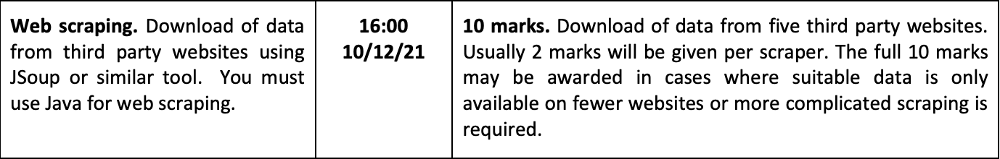 Web scraping. Download of data
from third party websites using
JSoup or similar tool. You must
use Java for web scraping.
16:00
10/12/21
10 marks. Download of data from five third party websites.
Usually 2 marks will be given per scraper. The full 10 marks
may be awarded in cases where suitable data is only
available on fewer websites or more complicated scraping is
required.